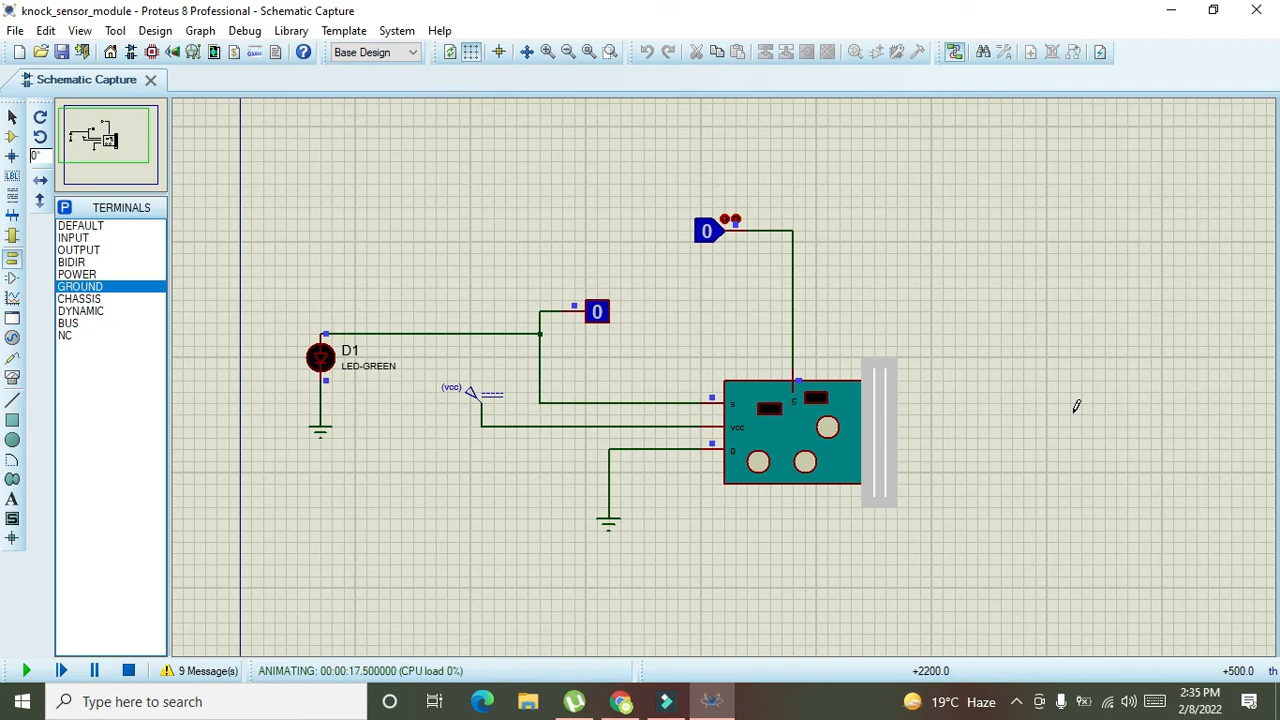 knock_sensor_module - Proteus 8 Professional - Schematic Capture
File Edit View Tool Design Graph Debug Library Template System Help
Base Design
Schematic Capture
0°
P TERMINALS
DEFAULT
INPUT
OUTPUT
BIDIR
POWER
GROUND
CHASSIS
DYNAMIC
BUS
NC
LBL
A
S
0
0
D1
LED-GREEN
(vcc)
s
vcc
g
9 Message(s)
ANIMATING: 00:00:17.500000 (CPU load 0%)
+2200.0
+500.0
th
Type here to search
19°C Haze
2:35 PM
2/8/2022